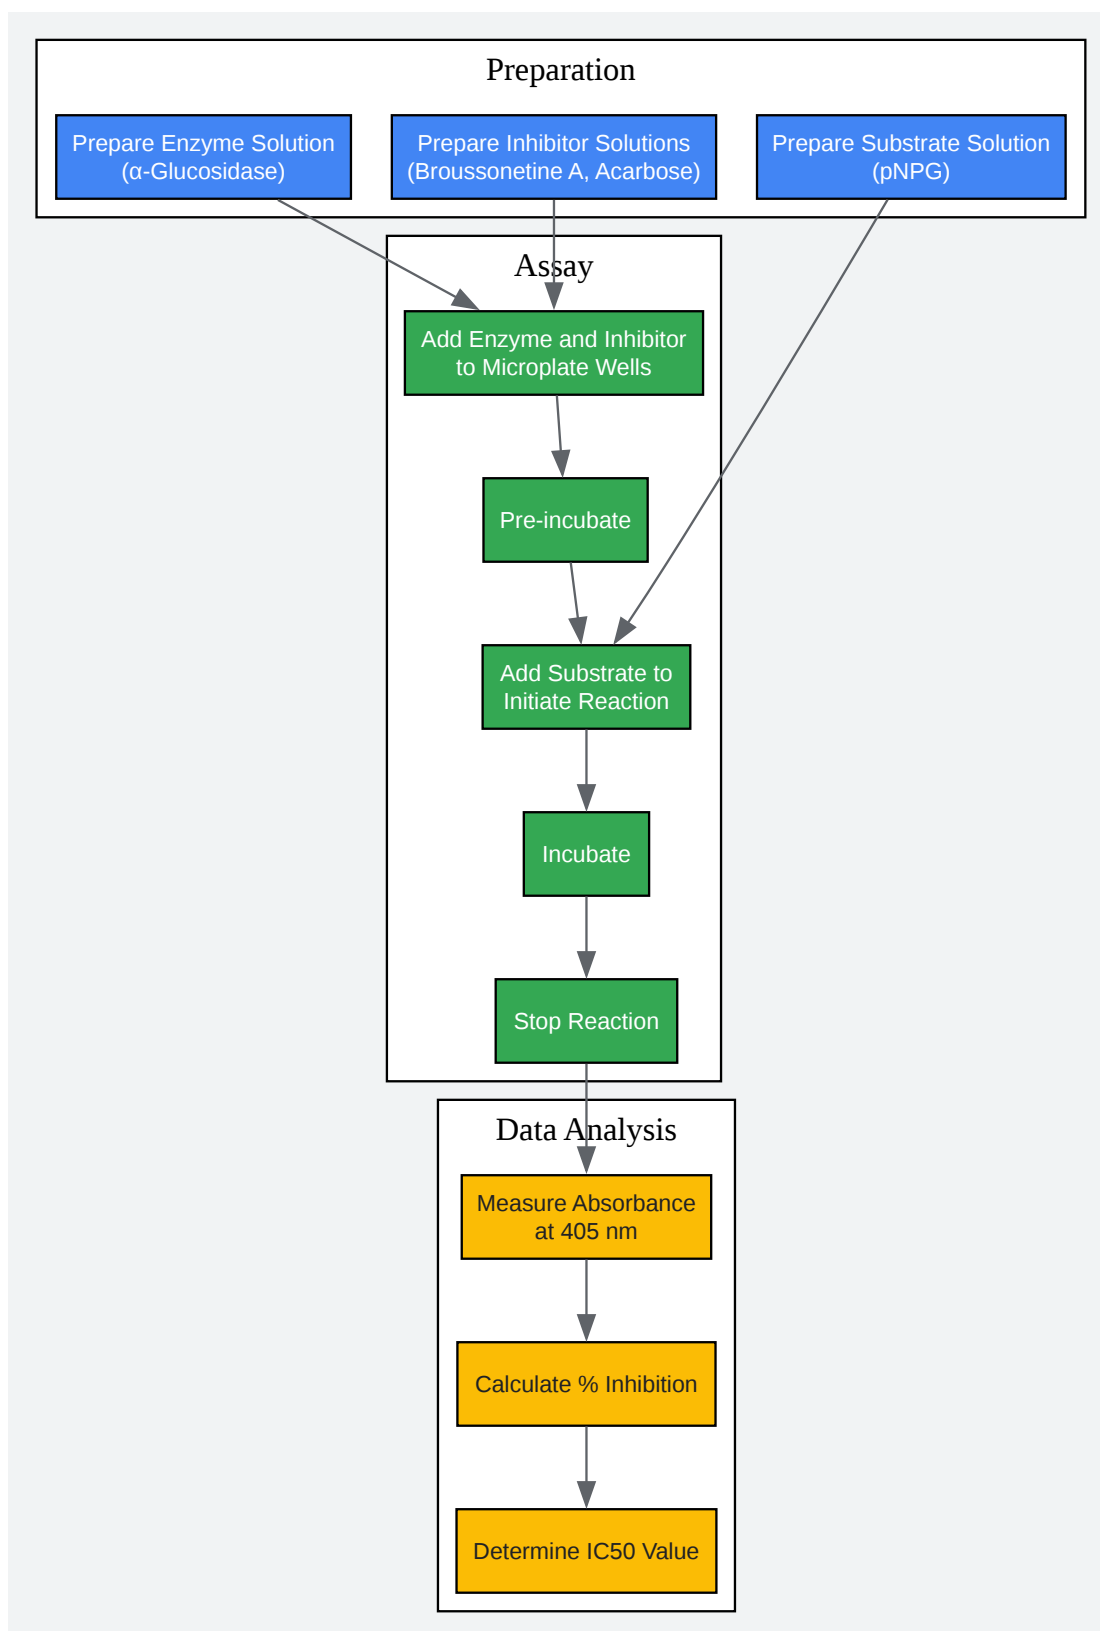 Preparation
Prepare Enzyme Solution
(α-Glucosidase)
Prepare Inhibitor Solutions
(Broussonetine A, Acarbose)
Prepare Substrate Solution
(pNPG)
Assay
Add Enzyme and Inhibitor
to Microplate Wells
Pre-incubate
Add Substrate to
Initiate Reaction
Incubate
Stop Reaction
Data Analysis
Measure Absorbance
at 405 nm
Calculate % Inhibition
Determine IC50 Value